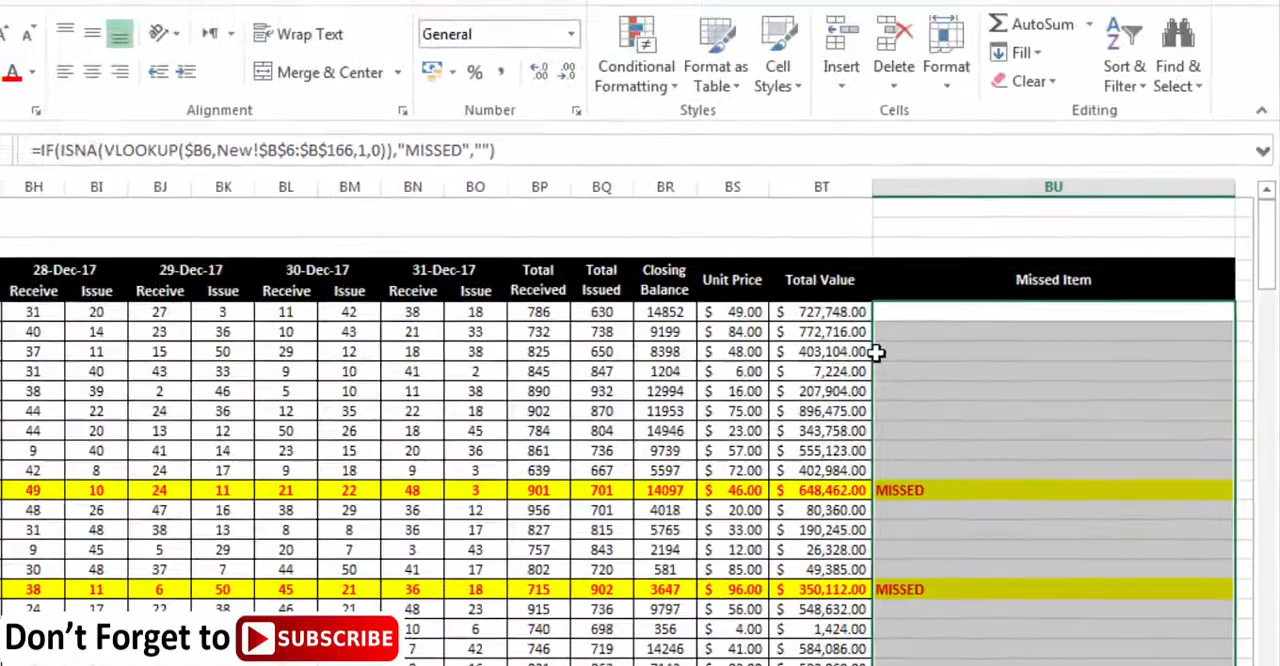 Wrap Text
General
AutoSum
Merge & Center
%
Conditional Formatting
Format as Table
Cell Styles
Insert
Delete
Format
Fill
Clear
Sort & Filter
Find & Select
Alignment
Number
Styles
Cells
Editing
=IF(ISNA(VLOOKUP($B6,New!$B$6:$B$166,1,0)),"MISSED","")
BH BI BJ BK BL BM BN BO BP BQ BR BS BT BU
28-Dec-17 29-Dec-17 30-Dec-17 31-Dec-17 Total Received Total Issued Closing Balance Unit Price Total Value Missed Item
Receive Issue Receive Issue Receive Issue Receive Issue
31 20 27 3 11 42 38 18 786 630 14852 $ 49.00 $ 727,748.00
40 14 23 36 10 43 21 33 732 738 9199 $ 84.00 $ 772,716.00
37 11 15 50 29 12 18 38 825 650 8398 $ 48.00 $ 403,104.00
31 40 43 33 9 10 41 2 845 847 1204 $ 6.00 $ 7,224.00
38 39 2 46 5 10 11 38 890 932 12994 $ 16.00 $ 207,904.00
44 22 24 36 12 35 22 18 902 870 11953 $ 75.00 $ 896,475.00
44 20 13 12 50 26 18 45 784 804 14946 $ 23.00 $ 343,758.00
9 40 41 14 23 15 20 36 861 736 9739 $ 57.00 $ 555,123.00
42 8 24 17 9 18 9 3 639 667 5597 $ 72.00 $ 402,984.00
49 10 24 11 21 22 48 3 901 701 14097 $ 46.00 $ 648,462.00 MISSED
48 26 47 16 38 29 36 12 956 701 4018 $ 20.00 $ 80,360.00
31 48 38 13 8 8 36 17 827 815 5765 $ 33.00 $ 190,245.00
9 45 5 29 20 7 3 43 757 843 2194 $ 12.00 $ 26,328.00
30 48 37 7 44 50 41 17 802 720 581 $ 85.00 $ 49,385.00
38 11 6 50 45 21 36 18 715 902 3647 $ 96.00 $ 350,112.00 MISSED
24 17 22 38 46 21 48 23 915 736 9797 $ 56.00 $ 548,632.00
10 6 740 698 356 $ 4.00 $ 1,424.00
7 42 746 719 14246 $ 41.00 $ 584,086.00
Don't Forget to SUBSCRIBE